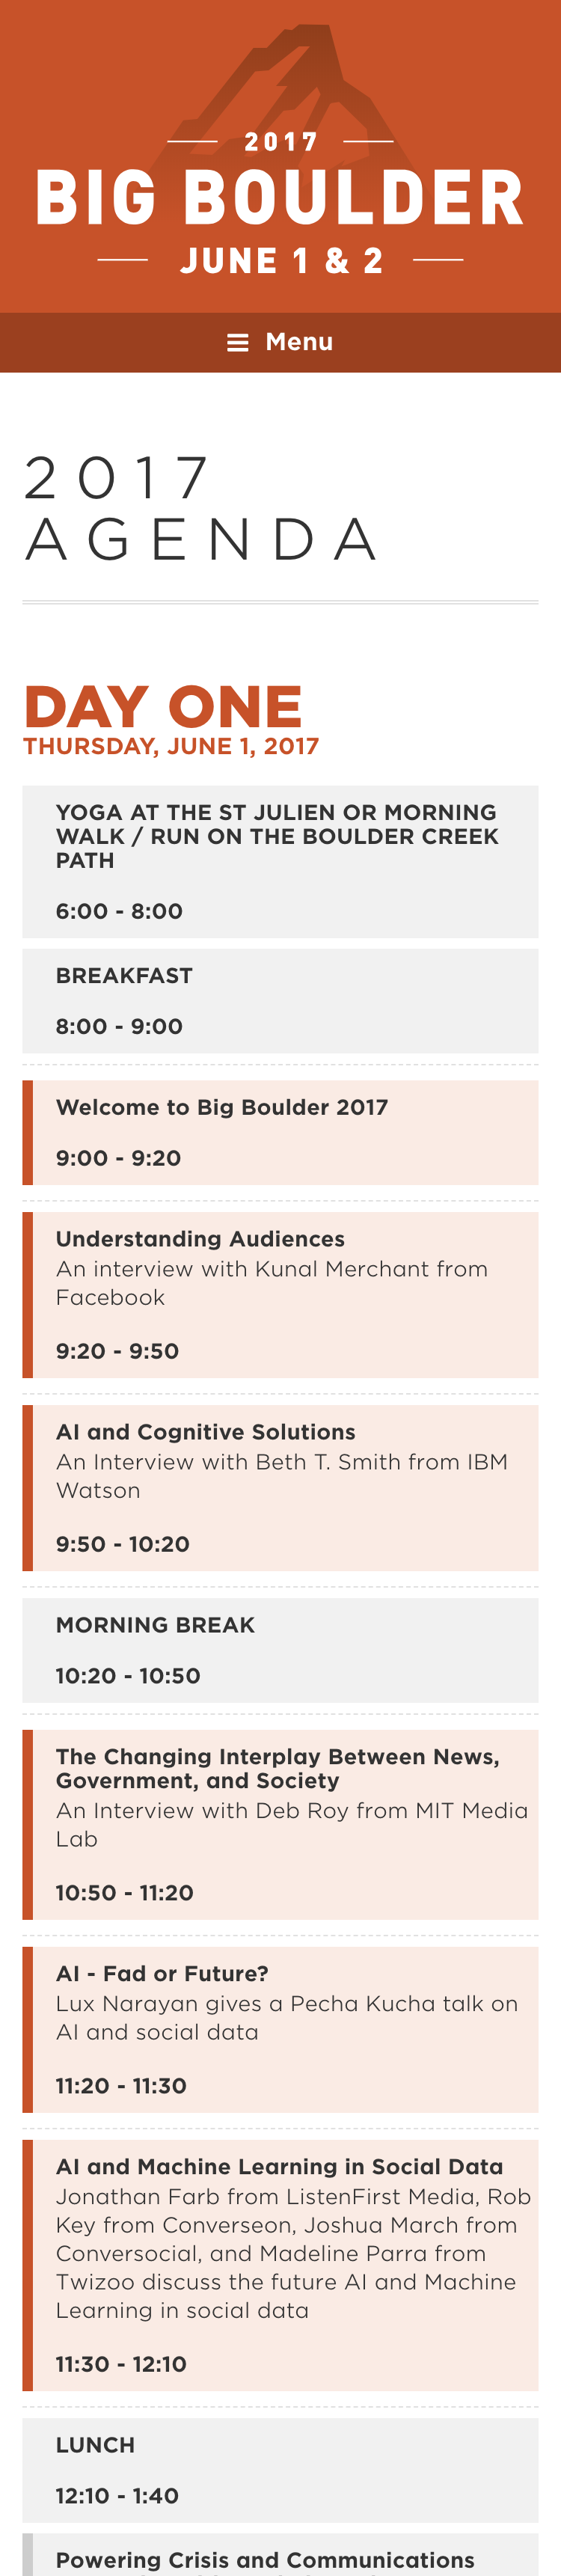 2017
BIG BOULDER
JUNE 1 & 2
Menu
2017
AGENDA
DAY ONE
THURSDAY, JUNE 1, 2017
YOGA AT THE ST JULIEN OR MORNING
WALK / RUN ON THE BOULDER CREEK
PATH
6:00 - 8:00
BREAKFAST
8:00 - 9:00
Welcome to Big Boulder 2017
9:00 - 9:20
Understanding Audiences
An interview with Kunal Merchant from
Facebook
9:20 - 9:50
AI and Cognitive Solutions
An Interview with Beth T. Smith from IBM
Watson
9:50 - 10:20
MORNING BREAK
10:20 - 10:50
The Changing Interplay Between News,
Government, and Society
An Interview with Deb Roy from MIT Media
Lab
10:50 - 11:20
AI - Fad or Future?
Lux Narayan gives a Pecha Kucha talk on
AI and social data
11:20 - 11:30
AI and Machine Learning in Social Data
Jonathan Farb from ListenFirst Media, Rob
Key from Converseon, Joshua March from
Conversocial, and Madeline Parra from
Twizoo discuss the future AI and Machine
Learning in social data
11:30 - 12:10
LUNCH
12:10 - 1:40
Powering Crisis and Communications